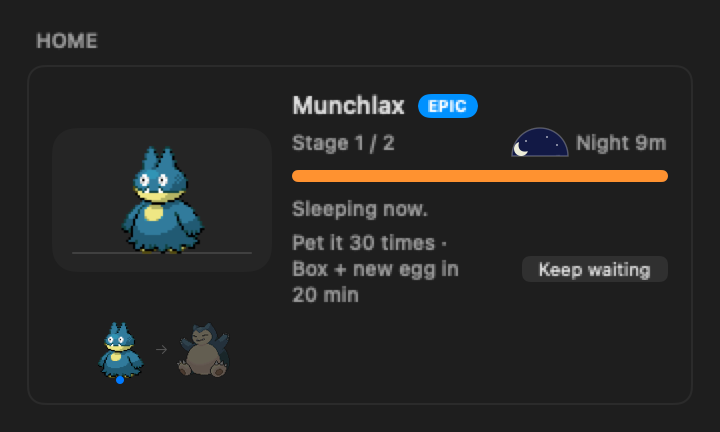 HOME
Munchlax EPIC
Stage 1 / 2 Night 9m
Sleeping now.
Pet it 30 times ·
Box + new egg in
20 min
Keep waiting
→